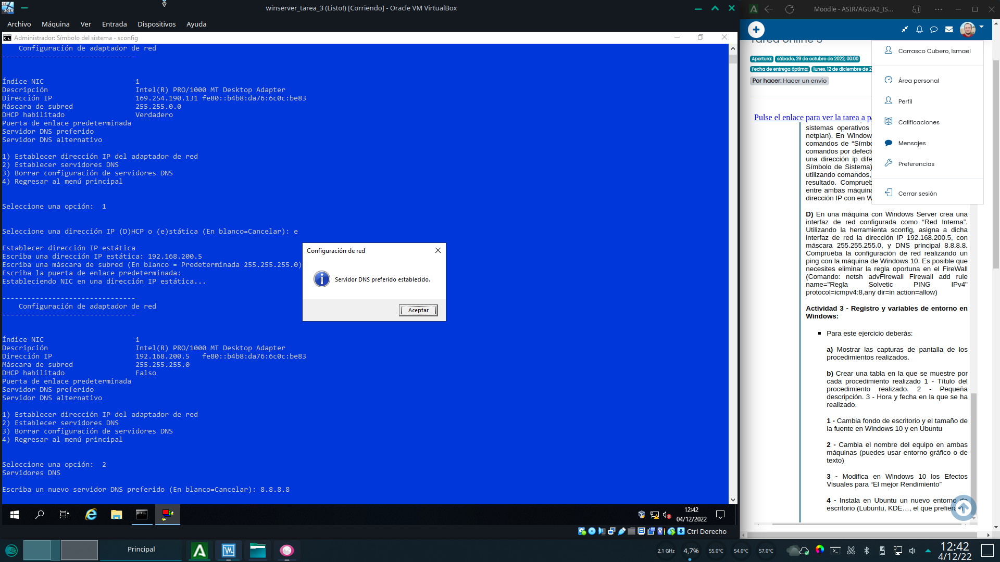 winserver_tarea_3 (Listo!) [Corriendo] - Oracle VM VirtualBox
Archivo Máquina Ver Entrada Dispositivos Ayuda
Administrador: Símbolo del sistema - sconfig
Configuración de adaptador de red
--------------------------------
Índice NIC 1
Descripción Intel(R) PRO/1000 MT Desktop Adapter
Dirección IP 169.254.190.131 fe80::b4b8:da76:6c0c:be83
Máscara de subred 255.255.0.0
DHCP habilitado Verdadero
Puerta de enlace predeterminada
Servidor DNS preferido
Servidor DNS alternativo
1) Establecer dirección IP del adaptador de red
2) Establecer servidores DNS
3) Borrar configuración de servidores DNS
4) Regresar al menú principal
Seleccione una opción: 1
Seleccione una dirección IP (D)HCP o (e)stática (En blanco=Cancelar): e
Establecer dirección IP estática
Escriba una dirección IP estática: 192.168.200.5
Escriba una máscara de subred (En blanco = Predeterminada 255.255.255.0)
Escriba la puerta de enlace predeterminada:
Estableciendo NIC en una dirección IP estática...
--------------------------------
Configuración de adaptador de red
--------------------------------
Índice NIC 1
Descripción Intel(R) PRO/1000 MT Desktop Adapter
Dirección IP 192.168.200.5 fe80::b4b8:da76:6c0c:be83
Máscara de subred 255.255.255.0
DHCP habilitado Falso
Puerta de enlace predeterminada
Servidor DNS preferido
Servidor DNS alternativo
1) Establecer dirección IP del adaptador de red
2) Establecer servidores DNS
3) Borrar configuración de servidores DNS
4) Regresar al menú principal
Seleccione una opción: 2
Servidores DNS
Escriba un nuevo servidor DNS preferido (En blanco=Cancelar): 8.8.8.8
Configuración de red
Servidor DNS preferido establecido.
Aceptar
12:42
04/12/2022
Ctrl Derecho
Moodle - ASIR/AGUA2_IS...
Tarea online 3
Apertura: sábado, 29 de octubre de 2022, 00:00
Fecha de entrega óptima: lunes, 12 de diciembre de 2
Por hacer: Hacer un envío
Carrasco Cubero, Ismael
Área personal
Perfil
Calificaciones
Mensajes
Preferencias
Cerrar sesión
Pulse el enlace para ver la tarea a p
sistemas operativos
netplan). En Window
comandos de “Símbo
comandos por defect
una dirección ip dife
Símbolo de Sistema)
utilizando comandos,
resultado. Comprueb
entre ambas máquina
dirección IP con en W
D) En una máquina con Windows Server crea una
interfaz de red configurada como “Red Interna”.
Utilizando la herramienta sconfig, asigna a dicha
interfaz de red la dirección IP 192.168.200.5, con
máscara 255.255.255.0, y DNS principal 8.8.8.8.
Comprueba la configuración de red realizando un
ping con la máquina de Windows 10. Es posible que
necesites eliminar la regla oportuna en el FireWall
(Comando: netsh advFirewall Firewall add rule
name="Regla Solvetic PING IPv4"
protocol=icmpv4:8,any dir=in action=allow)
Actividad 3 - Registro y variables de entorno en
Windows:
Para este ejercicio deberás:
a) Mostrar las capturas de pantalla de los
procedimientos realizados.
b) Crear una tabla en la que se muestre por
cada procedimiento realizado 1 - Título del
procedimiento realizado. 2 - Pequeña
descripción. 3 - Hora y fecha en la que se ha
realizado.
1 - Cambia fondo de escritorio y el tamaño de
la fuente en Windows 10 y en Ubuntu
2 - Cambia el nombre del equipo en ambas
máquinas (puedes usar entorno gráfico o de
texto)
3 - Modifica en Windows 10 los Efectos
Visuales para “El mejor Rendimiento”
4 - Instala en Ubuntu un nuevo entorno de
escritorio (Lubuntu, KDE…, el que prefieras)
Principal
2,1 GHz 4,7% 55,0°C 54,0°C 57,0°C
12:42
4/12/22